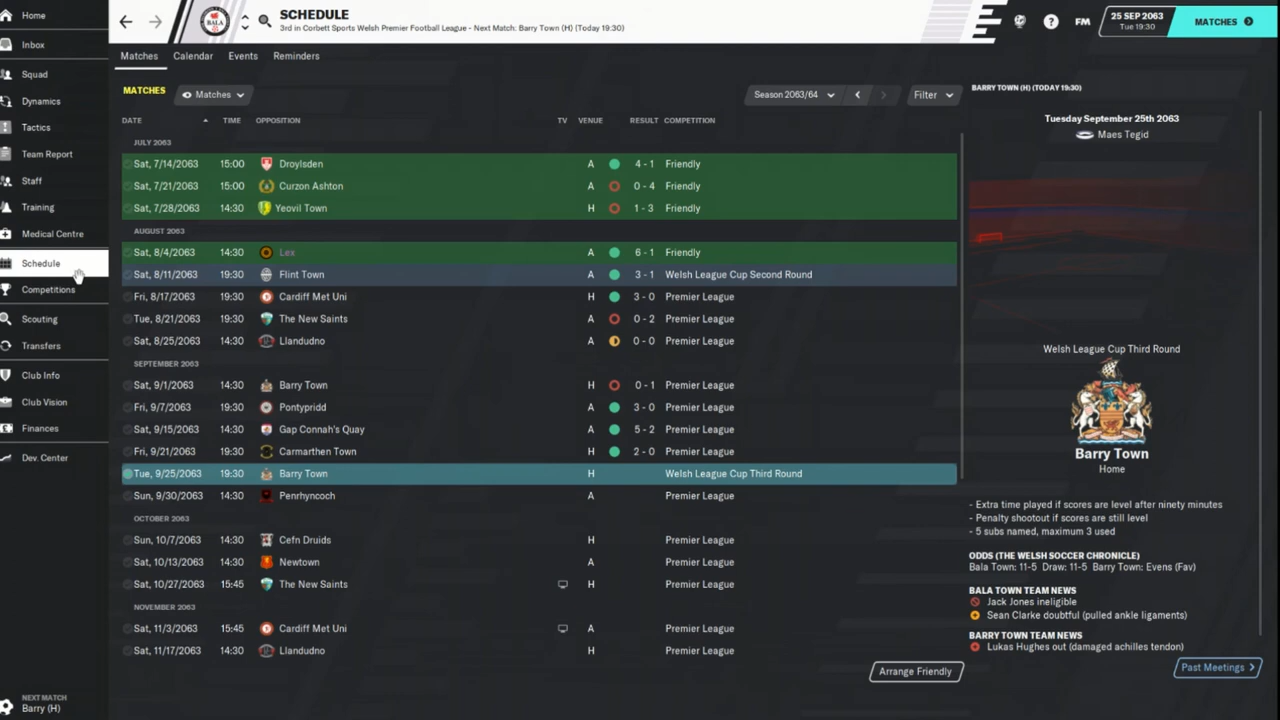 Home
Inbox
Squad
Dynamics
Tactics
Team Report
Staff
Training
Medical Centre
Schedule
Competitions
Scouting
Transfers
Club Info
Club Vision
Finances
Dev. Center
NEXT MATCH
Barry (H)
BALA
SCHEDULE
3rd in Corbett Sports Welsh Premier Football League - Next Match: Barry Town (H) (Today 19:30)
? FM
25 SEP 2063
Tue 19:30
MATCHES
Matches Calendar Events Reminders
MATCHES Matches Season 2063/64 Filter
DATE TIME OPPOSITION TV VENUE RESULT COMPETITION
JULY 2063
Sat, 7/14/2063 15:00 Droylsden A 4 - 1 Friendly
Sat, 7/21/2063 15:00 Curzon Ashton A 0 - 4 Friendly
Sat, 7/28/2063 14:30 Yeovil Town H 1 - 3 Friendly
AUGUST 2063
Sat, 8/4/2063 14:30 Lex A 6 - 1 Friendly
Sat, 8/11/2063 19:30 Flint Town A 3 - 1 Welsh League Cup Second Round
Fri, 8/17/2063 19:30 Cardiff Met Uni H 3 - 0 Premier League
Tue, 8/21/2063 19:30 The New Saints A 0 - 2 Premier League
Sat, 8/25/2063 14:30 Llandudno A 0 - 0 Premier League
SEPTEMBER 2063
Sat, 9/1/2063 14:30 Barry Town H 0 - 1 Premier League
Fri, 9/7/2063 19:30 Pontypridd A 3 - 0 Premier League
Sat, 9/15/2063 14:30 Gap Connah's Quay A 5 - 2 Premier League
Fri, 9/21/2063 19:30 Carmarthen Town H 2 - 0 Premier League
Tue, 9/25/2063 19:30 Barry Town H Welsh League Cup Third Round
Sun, 9/30/2063 14:30 Penrhyncoch A Premier League
OCTOBER 2063
Sun, 10/7/2063 14:30 Cefn Druids H Premier League
Sat, 10/13/2063 14:30 Newtown A Premier League
Sat, 10/27/2063 15:45 The New Saints H Premier League
NOVEMBER 2063
Sat, 11/3/2063 15:45 Cardiff Met Uni A Premier League
Sat, 11/17/2063 14:30 Llandudno H Premier League
Arrange Friendly
BARRY TOWN (H) (TODAY 19:30)
Tuesday September 25th 2063
Maes Tegid
Welsh League Cup Third Round
Barry Town
Home
- Extra time played if scores are level after ninety minutes
- Penalty shootout if scores are still level
- 5 subs named, maximum 3 used
ODDS (THE WELSH SOCCER CHRONICLE)
Bala Town: 11-5 Draw: 11-5 Barry Town: Evens (Fav)
BALA TOWN TEAM NEWS
Jack Jones ineligible
Sean Clarke doubtful (pulled ankle ligaments)
BARRY TOWN TEAM NEWS
Lukas Hughes out (damaged achilles tendon)
Past Meetings